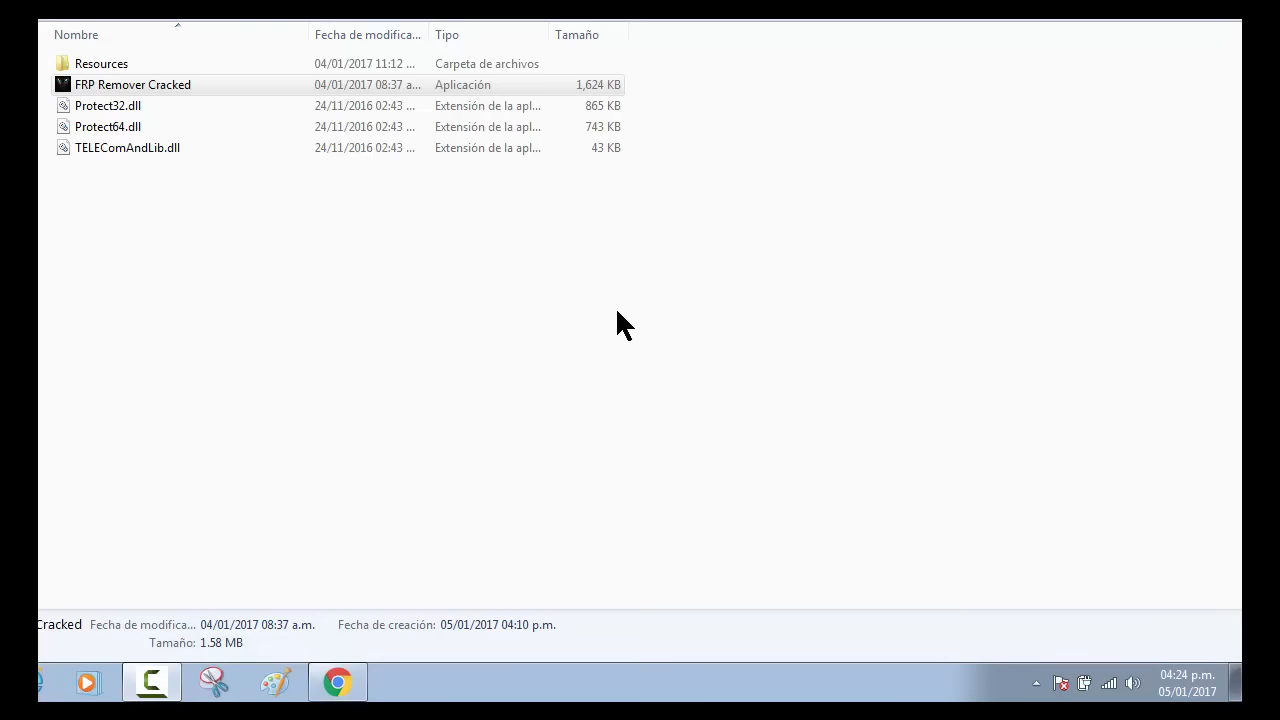 Nombre Fecha de modifica... Tipo Tamaño
Resources 04/01/2017 11:12 ... Carpeta de archivos
FRP Remover Cracked 04/01/2017 08:37 a... Aplicación 1,624 KB
Protect32.dll 24/11/2016 02:43 ... Extensión de la apl... 865 KB
Protect64.dll 24/11/2016 02:43 ... Extensión de la apl... 743 KB
TELEComAndLib.dll 24/11/2016 02:43 ... Extensión de la apl... 43 KB
Cracked Fecha de modifica... 04/01/2017 08:37 a.m. Fecha de creación: 05/01/2017 04:10 p.m.
Tamaño: 1.58 MB
04:24 p.m.
05/01/2017